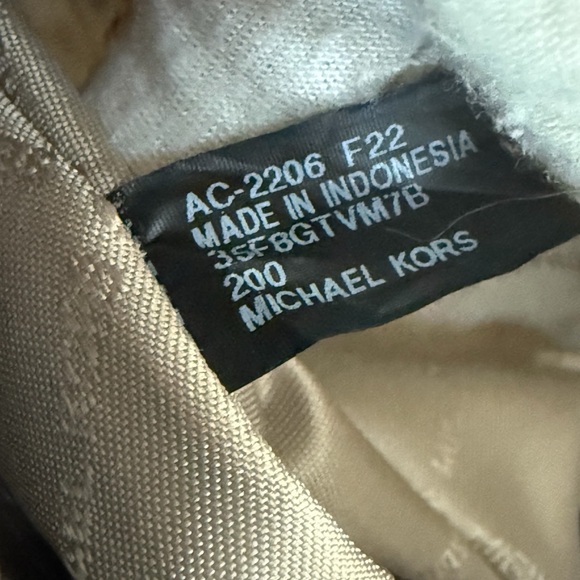 AC-2206 F22
MADE IN INDONESIA
35F8GTVM7B
200
MICHAEL KORS